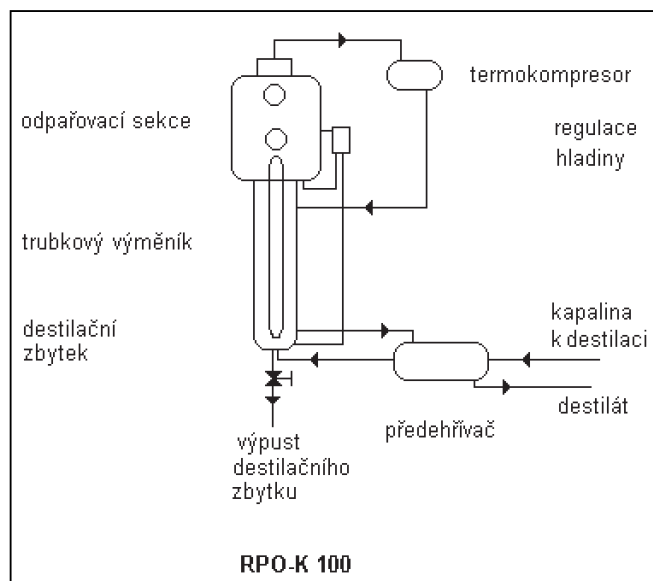 termokompresor
odpařovací sekce
regulace
hladiny
trubkový výměník
destilační
zbytek
kapalina
k destilaci
destilát
předehřívač
výpust
destilačního
zbytku
RPO-K 100